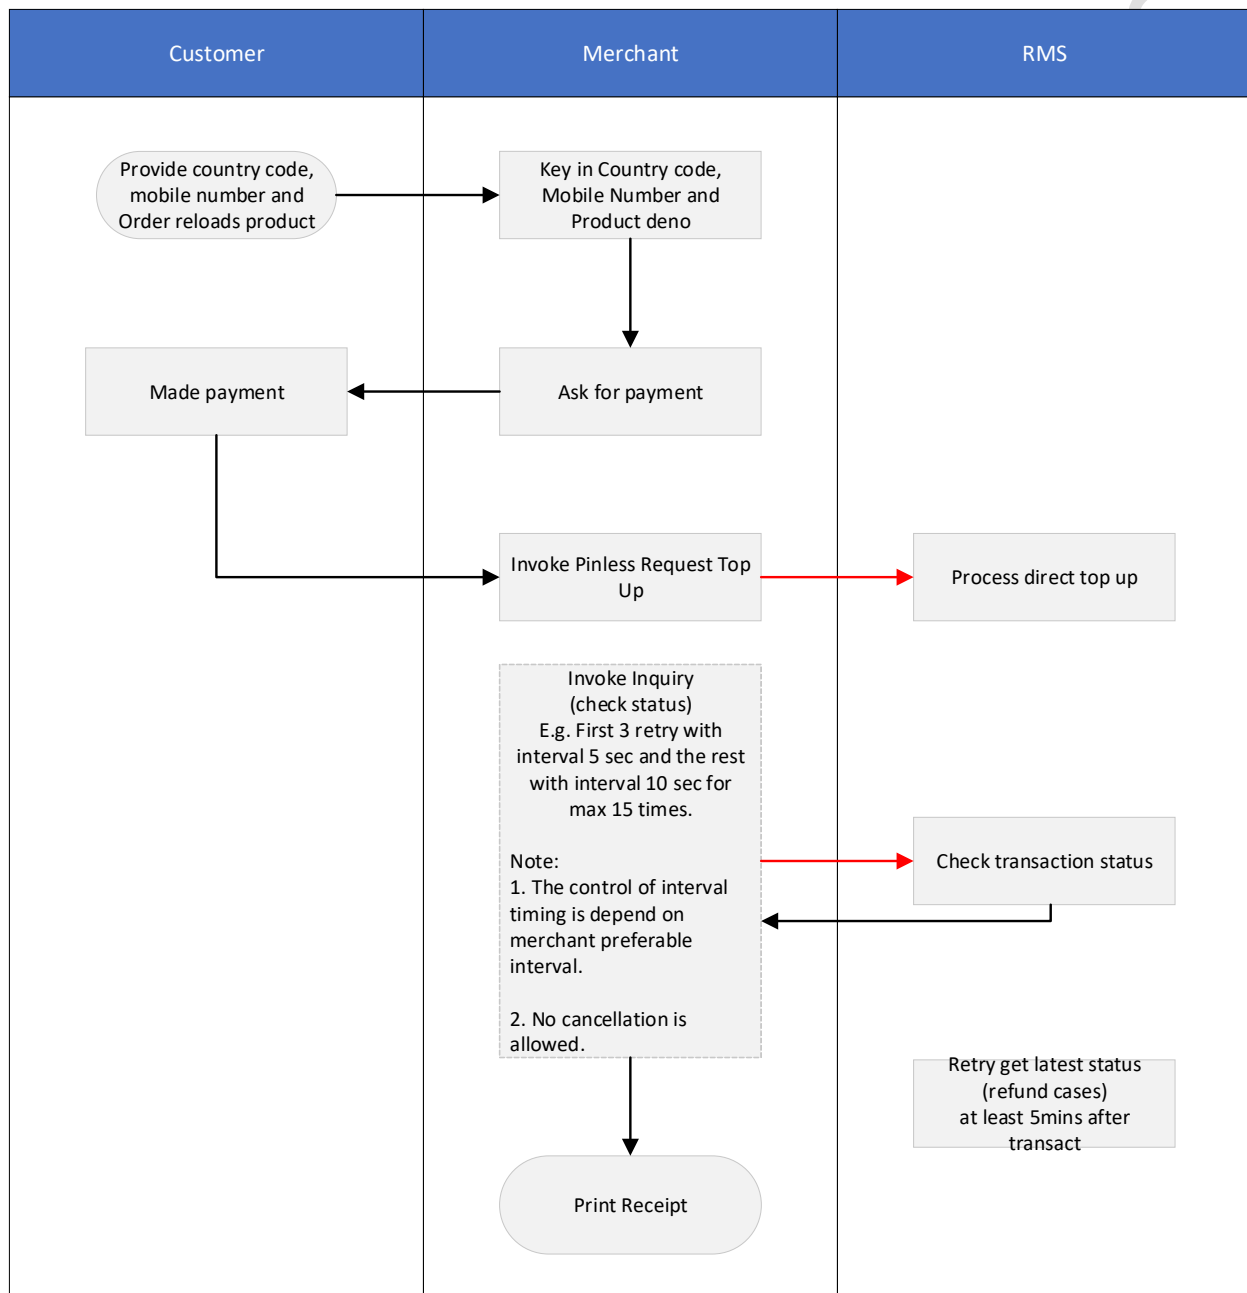 Customer
Merchant
RMS
Provide country code,
mobile number and
Order reloads product
Key in Country code,
Mobile Number and
Product deno
Made payment
Ask for payment
Invoke Pinless Request Top
Up
Process direct top up
Invoke Inquiry
(check status)
E.g. First 3 retry with
interval 5 sec and the rest
with interval 10 sec for
max 15 times.
Note:
1. The control of interval
timing is depend on
merchant preferable
interval.
2. No cancellation is
allowed.
Check transaction status
Retry get latest status
(refund cases)
at least 5mins after
transact
Print Receipt